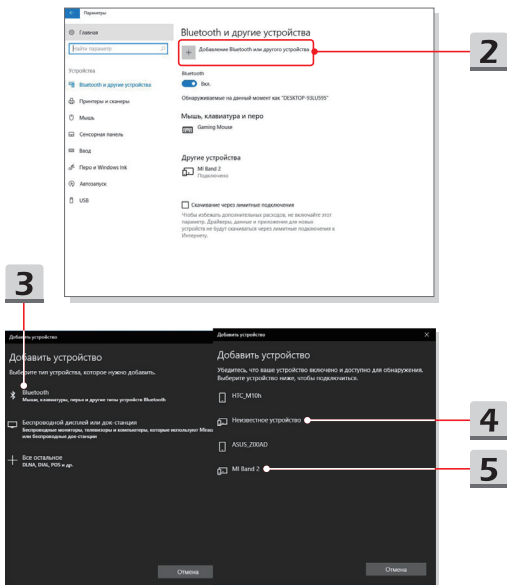 Параметры
Главная
Найти параметр
Устройства
Bluetooth и другие устройства
Принтеры и сканеры
Мышь
Сенсорная панель
Ввод
Перо и Windows Ink
Автозапуск
USB
Bluetooth и другие устройства
Добавление Bluetooth или другого устройства
2
Bluetooth
Вкл.
Обнаруживаемые на данный момент как "DESKTOP-93LUS9S"
Мышь, клавиатура и перо
Gaming Mouse
Другие устройства
MI Band 2
Подключено
Скачивание через лимитные подключения
Чтобы избежать дополнительных расходов, не включайте этот
параметр. Драйверы, данные и приложения для новых
устройств не будут скачиваться через лимитные подключения к
Интернету.
3
Добавить устройство
Добавить устройство
Выберите тип устройства, которое нужно добавить.
Bluetooth
Мыши, клавиатуры, перья и другие типы устройств Bluetooth
Беспроводной дисплей или док-станция
Беспроводные мониторы, телевизоры и компьютеры, которые используют Mirac
или беспроводные док-станции
Все остальное
DLNA, DIAL, POS и др.
Отмена
Добавить устройство
Добавить устройство
Убедитесь, что ваше устройство включено и доступно для обнаружения.
Выберите устройство ниже, чтобы подключиться.
HTC_M10h
Неизвестное устройство
4
ASUS_Z00AD
MI Band 2
5
Отмена